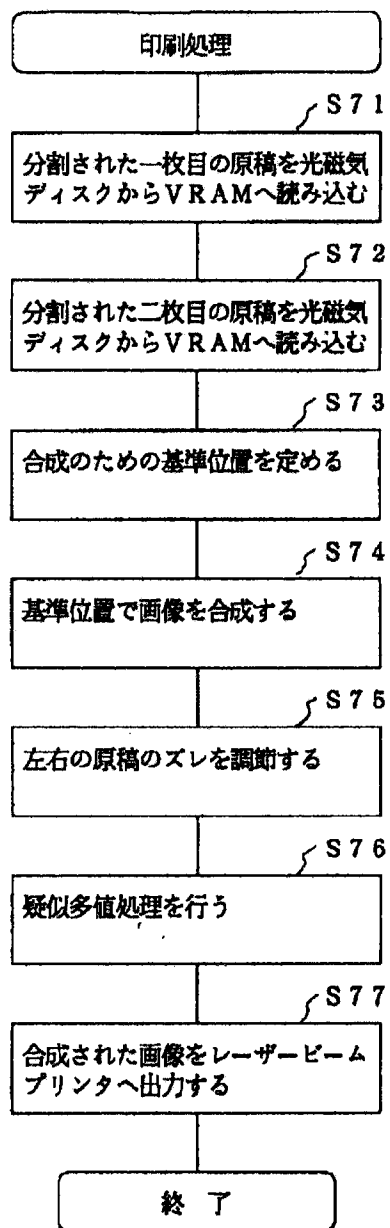 印刷処理
S71
分割された一枚目の原稿を光磁気
ディスクからVRAMへ読み込む
S72
分割された二枚目の原稿を光磁気
ディスクからVRAMへ読み込む
S73
合成のための基準位置を定める
S74
基準位置で画像を合成する
S75
左右の原稿のズレを調節する
S76
疑似多値処理を行う
S77
合成された画像をレーザービーム
プリンタへ出力する
終了